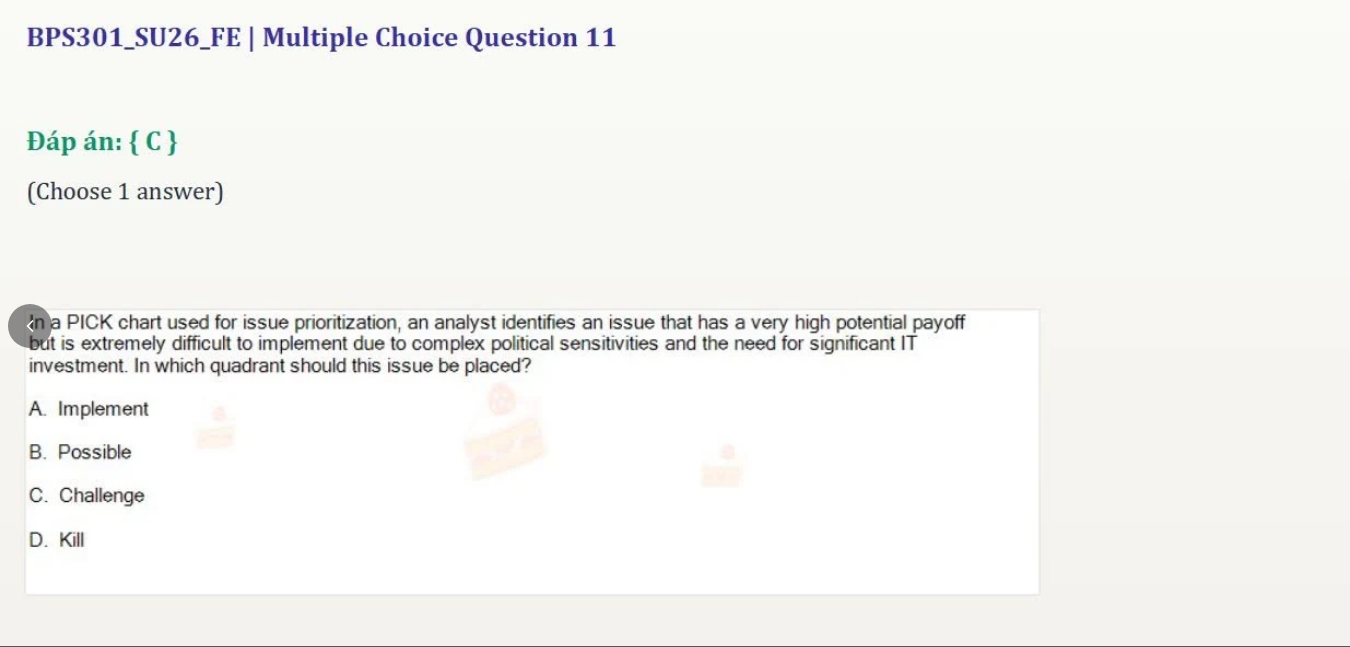 BPS301_SU26_FE | Multiple Choice Question 11
Đáp án: { C }
(Choose 1 answer)
In a PICK chart used for issue prioritization, an analyst identifies an issue that has a very high potential payoff
but is extremely difficult to implement due to complex political sensitivities and the need for significant IT
investment. In which quadrant should this issue be placed?
A. Implement
B. Possible
C. Challenge
D. Kill